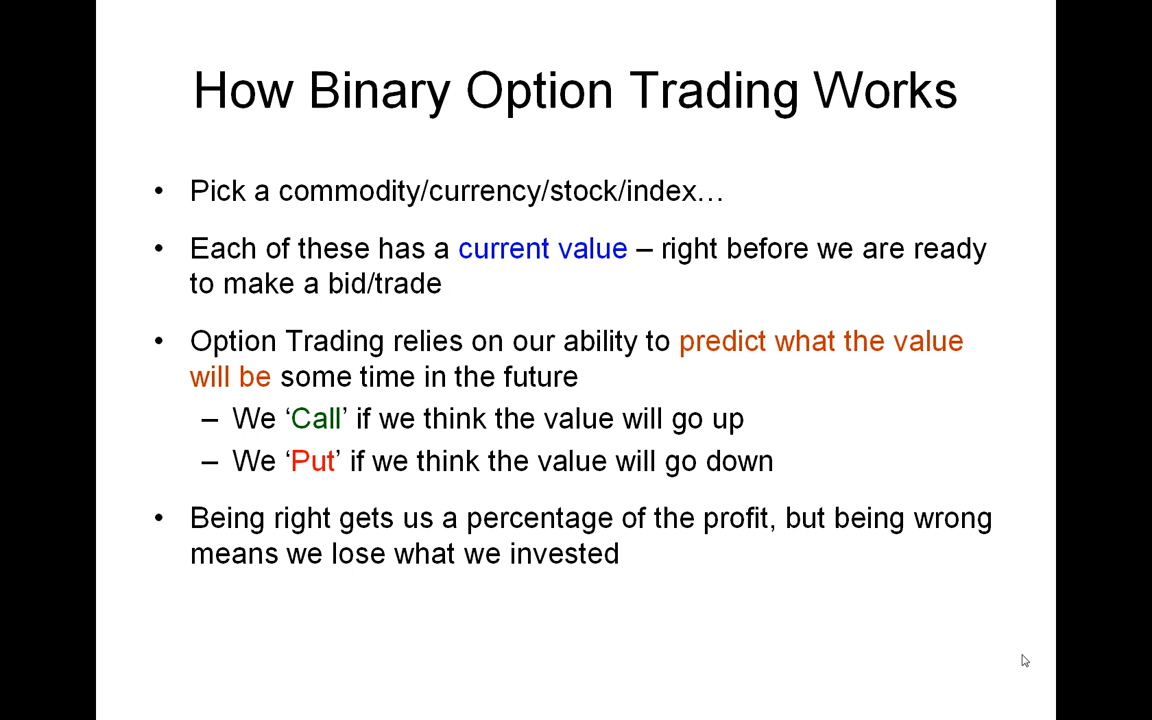 How Binary Option Trading Works
• Pick a commodity/currency/stock/index…
• Each of these has a current value – right before we are ready
to make a bid/trade
• Option Trading relies on our ability to predict what the value
will be some time in the future
– We ‘Call’ if we think the value will go up
– We ‘Put’ if we think the value will go down
• Being right gets us a percentage of the profit, but being wrong
means we lose what we invested